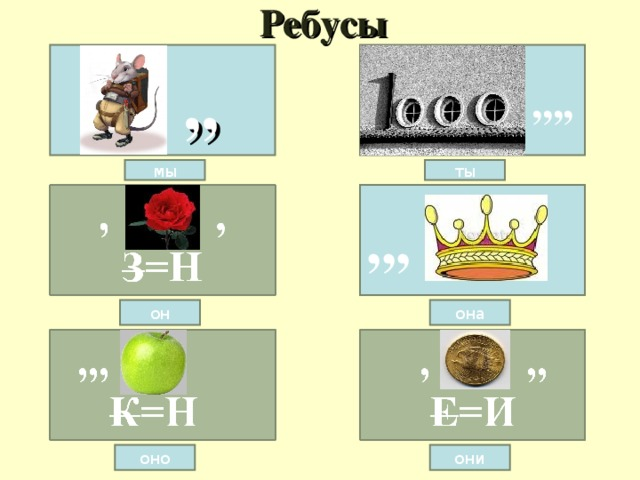 Ребусы
,,
1000 ,,,,
мы
ты
, ,
З=Н
,,,
он
она
,,,
К=Н
, ,,
Е=И
оно
они